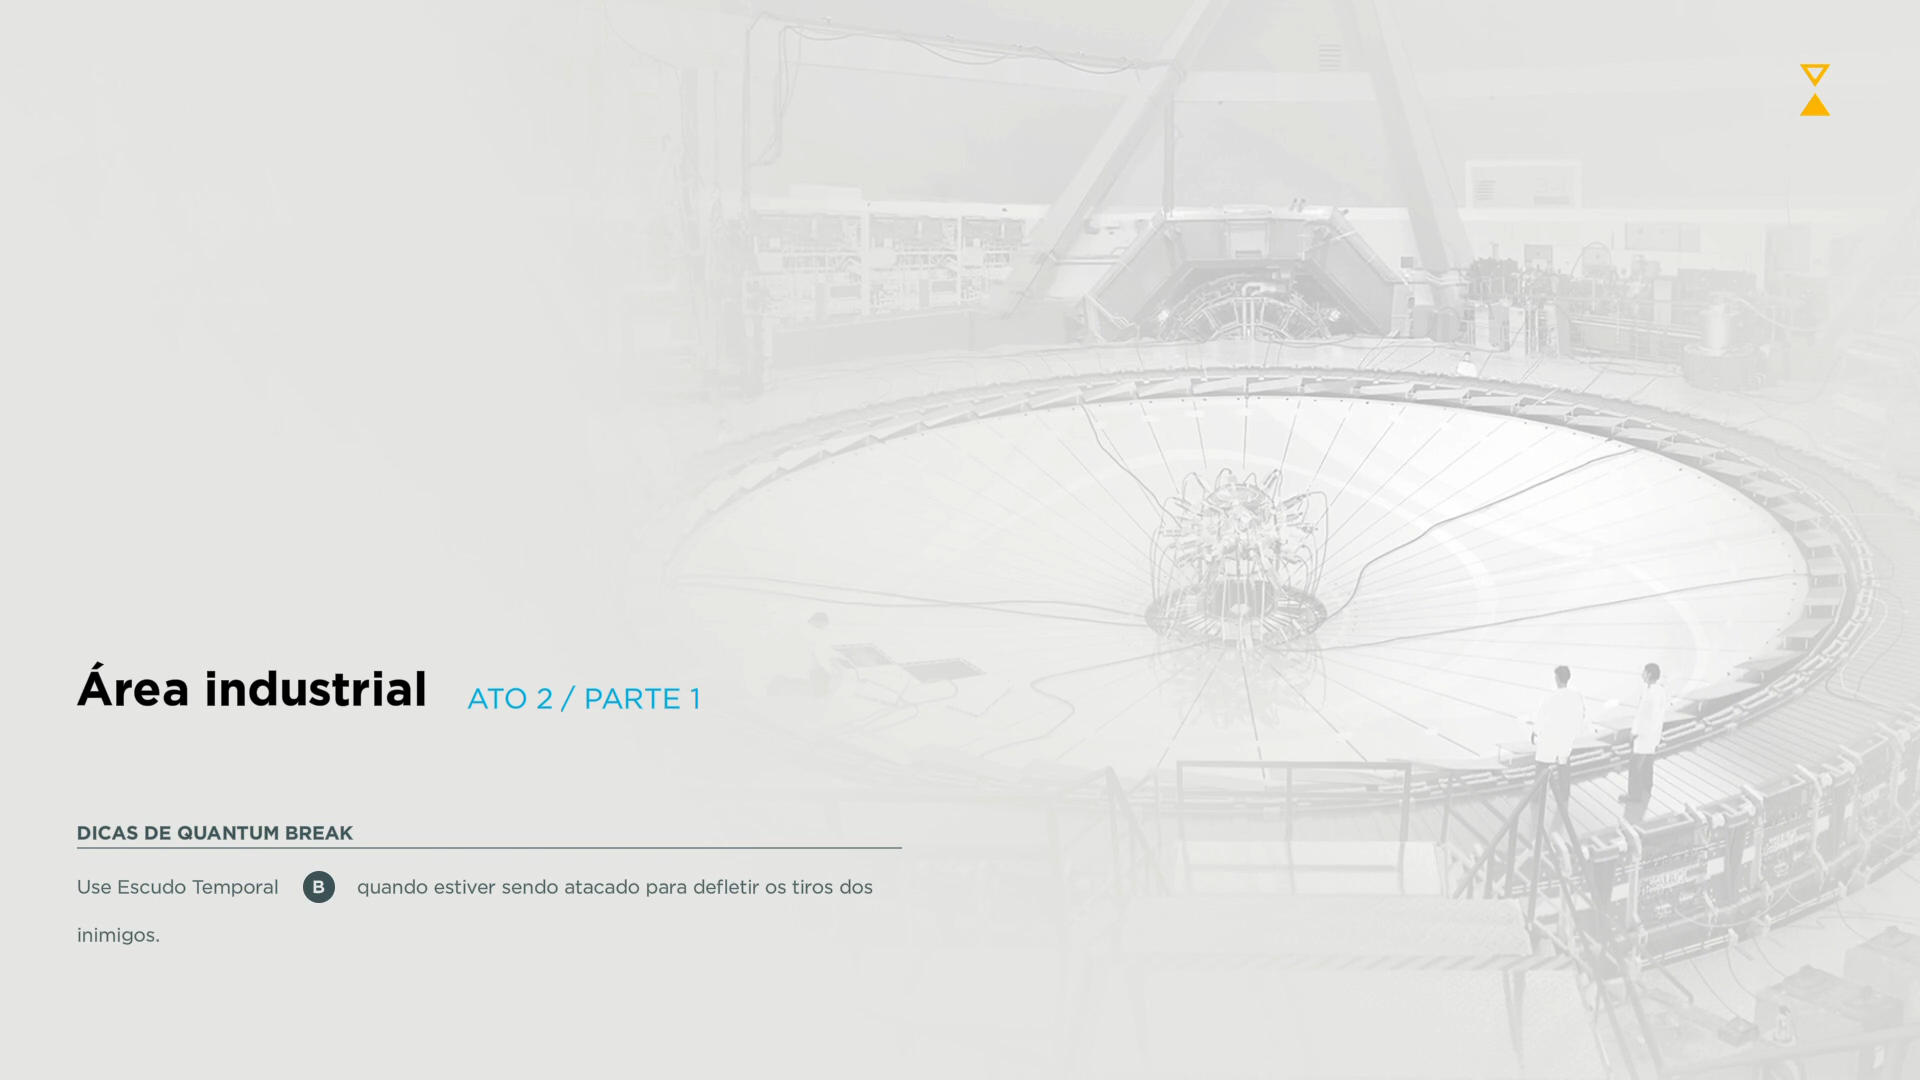 Área industrial ATO 2 / PARTE 1
DICAS DE QUANTUM BREAK
Use Escudo Temporal B quando estiver sendo atacado para defletir os tiros dos
inimigos.